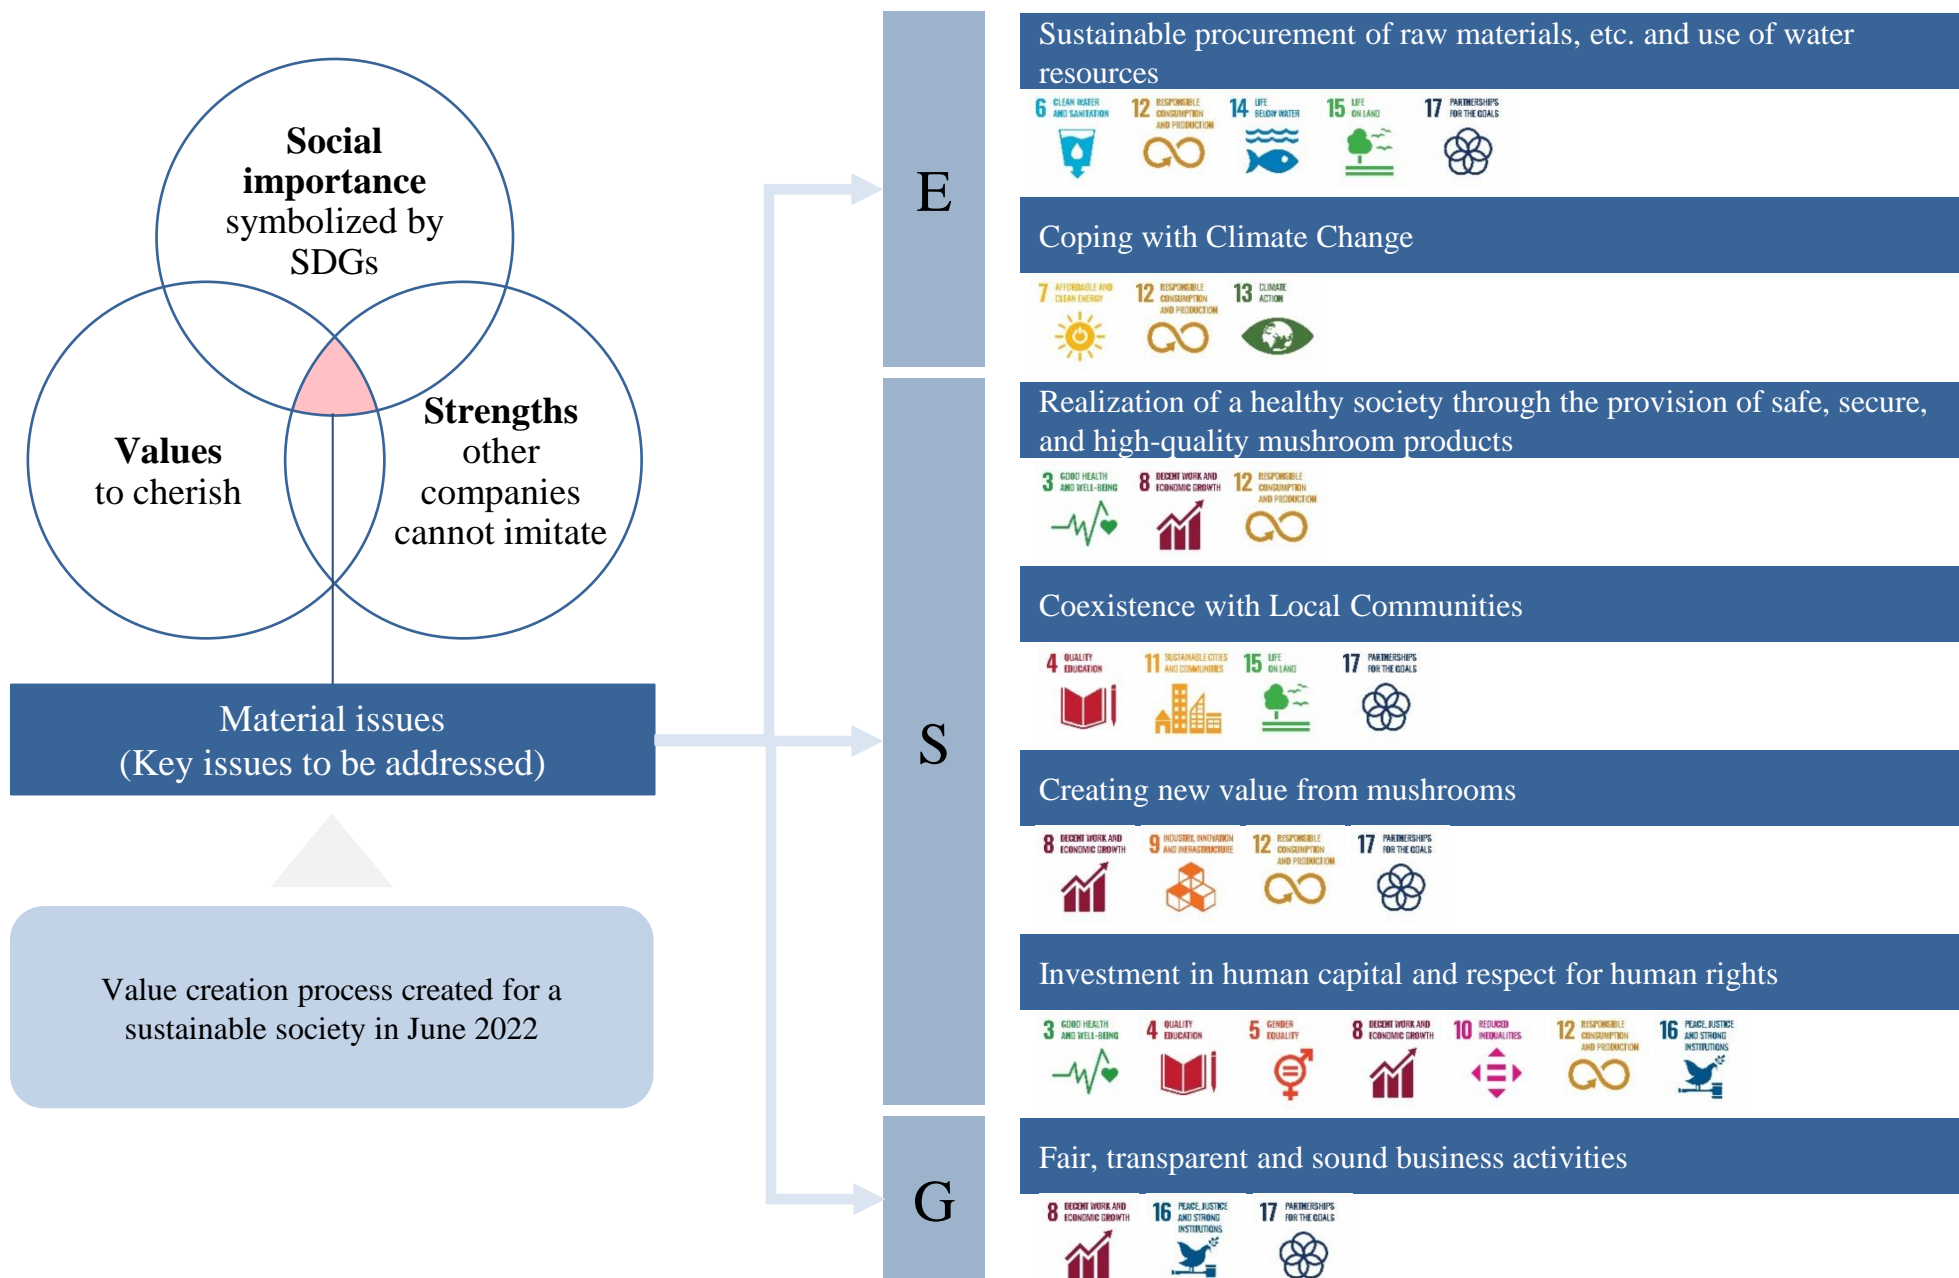 Social
importance
symbolized by
SDGs
Values
to cherish
Strengths
other
companies
cannot imitate
Material issues
(Key issues to be addressed)
Value creation process created for a
sustainable society in June 2022
E
Sustainable procurement of raw materials, etc. and use of water
resources
6 CLEAN WATER
AND SANITATION
12 RESPONSIBLE
CONSUMPTION
AND PRODUCTION
14 LIFE
BELOW WATER
15 LIFE
ON LAND
17 PARTNERSHIPS
FOR THE GOALS
Coping with Climate Change
7 AFFORDABLE AND
CLEAN ENERGY
12 RESPONSIBLE
CONSUMPTION
AND PRODUCTION
13 CLIMATE
ACTION
S
Realization of a healthy society through the provision of safe, secure,
and high-quality mushroom products
3 GOOD HEALTH
AND WELL-BEING
8 DECENT WORK AND
ECONOMIC GROWTH
12 RESPONSIBLE
CONSUMPTION
AND PRODUCTION
Coexistence with Local Communities
4 QUALITY
EDUCATION
11 SUSTAINABLE CITIES
AND COMMUNITIES
15 LIFE
ON LAND
17 PARTNERSHIPS
FOR THE GOALS
Creating new value from mushrooms
8 DECENT WORK AND
ECONOMIC GROWTH
9 INDUSTRY, INNOVATION
AND INFRASTRUCTURE
12 RESPONSIBLE
CONSUMPTION
AND PRODUCTION
17 PARTNERSHIPS
FOR THE GOALS
Investment in human capital and respect for human rights
3 GOOD HEALTH
AND WELL-BEING
4 QUALITY
EDUCATION
5 GENDER
EQUALITY
8 DECENT WORK AND
ECONOMIC GROWTH
10 REDUCED
INEQUALITIES
12 RESPONSIBLE
CONSUMPTION
AND PRODUCTION
16 PEACE, JUSTICE
AND STRONG
INSTITUTIONS
G
Fair, transparent and sound business activities
8 DECENT WORK AND
ECONOMIC GROWTH
16 PEACE, JUSTICE
AND STRONG
INSTITUTIONS
17 PARTNERSHIPS
FOR THE GOALS